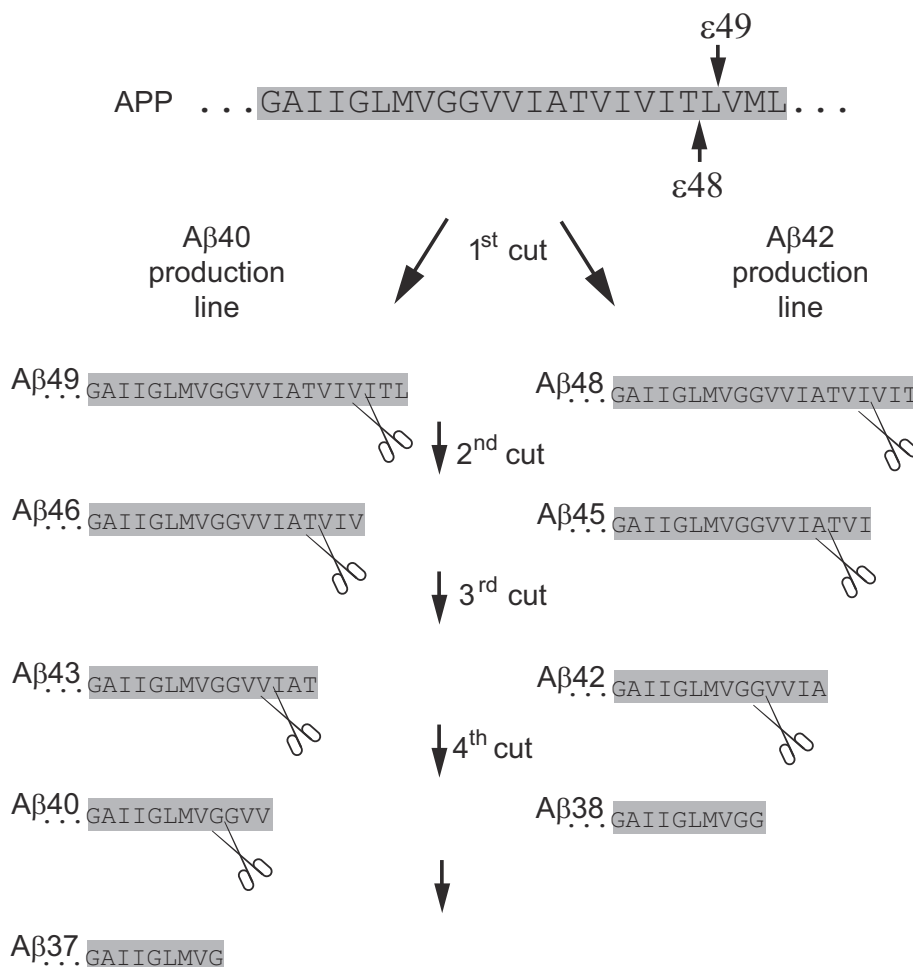 ε49
APP ...GAIIGLMVGGVVIATVIVITLVML...
ε48
Aβ40
production
line
1st cut
Aβ42
production
line
Aβ49
...GAIIGLMVGGVVIATVIVITL
Aβ48
...GAIIGLMVGGVVIATVIVIT
2nd cut
Aβ46
...GAIIGLMVGGVVIATVIV
Aβ45
...GAIIGLMVGGVVIATVI
3rd cut
Aβ43
...GAIIGLMVGGVVIAT
Aβ42
...GAIIGLMVGGVVIA
4th cut
Aβ40
...GAIIGLMVGGVV
Aβ38
...GAIIGLMVGG
Aβ37
...GAIIGLMVG